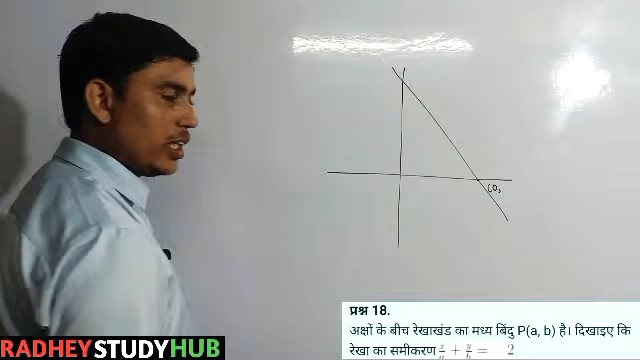 (0,
प्रश्न 18.
अक्षों के बीच रेखाखंड का मध्य बिंदु P(a, b) है। दिखाइए कि
रेखा का समीकरण x/a + y/b = 2
RADHEYSTUDYHUB